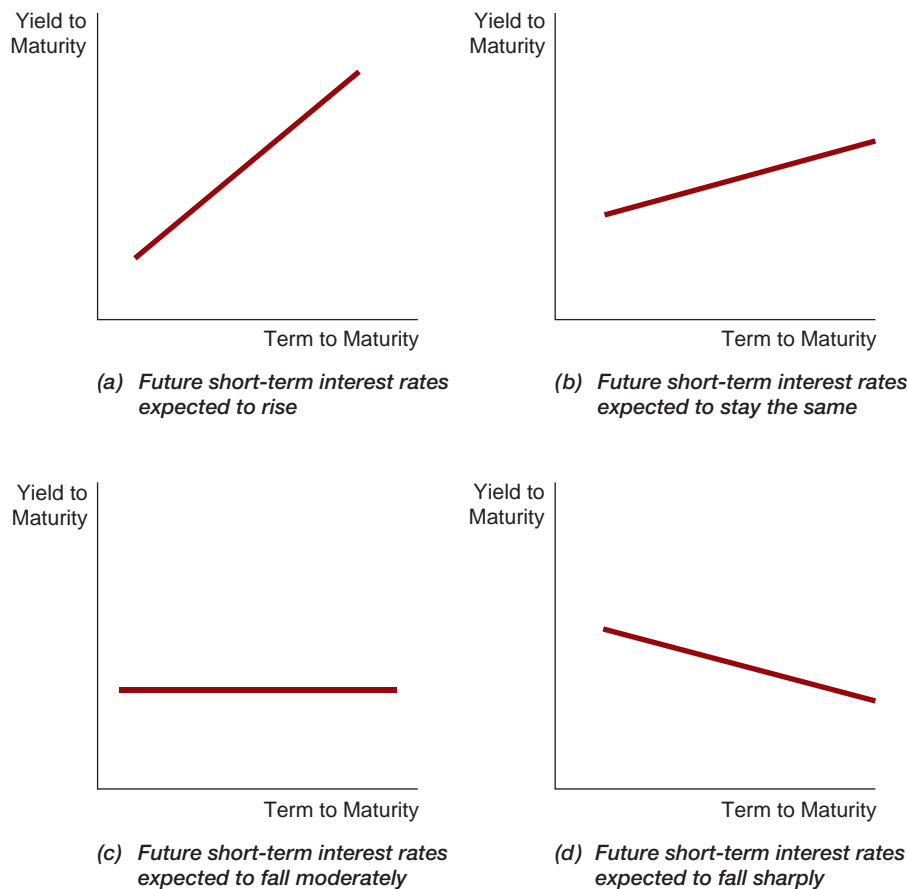 Yield to
Maturity
Term to Maturity
(a) Future short-term interest rates
expected to rise
Yield to
Maturity
Term to Maturity
(b) Future short-term interest rates
expected to stay the same
Yield to
Maturity
Term to Maturity
(c) Future short-term interest rates
expected to fall moderately
Yield to
Maturity
Term to Maturity
(d) Future short-term interest rates
expected to fall sharply